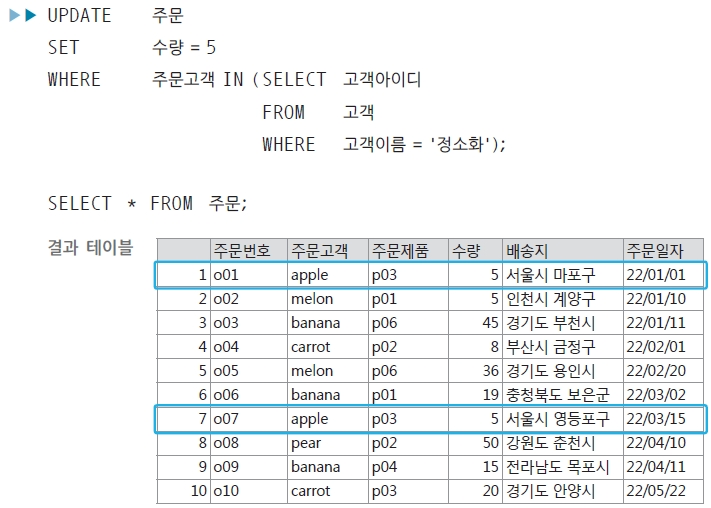 ▶▶ UPDATE 주문
SET 수량 = 5
WHERE 주문고객 IN ( SELECT 고객아이디
FROM 고객
WHERE 고객이름 = '정소화');
SELECT * FROM 주문;
결과 테이블
주문번호 주문고객 주문제품 수량 배송지 주문일자
1 o01 apple p03 5 서울시 마포구 22/01/01
2 o02 melon p01 5 인천시 계양구 22/01/10
3 o03 banana p06 45 경기도 부천시 22/01/11
4 o04 carrot p02 8 부산시 금정구 22/02/01
5 o05 melon p06 36 경기도 용인시 22/02/20
6 o06 banana p01 19 충청북도 보은군 22/03/02
7 o07 apple p03 5 서울시 영등포구 22/03/15
8 o08 pear p02 50 강원도 춘천시 22/04/10
9 o09 banana p04 15 전라남도 목포시 22/04/11
10 o10 carrot p03 20 경기도 안양시 22/05/22